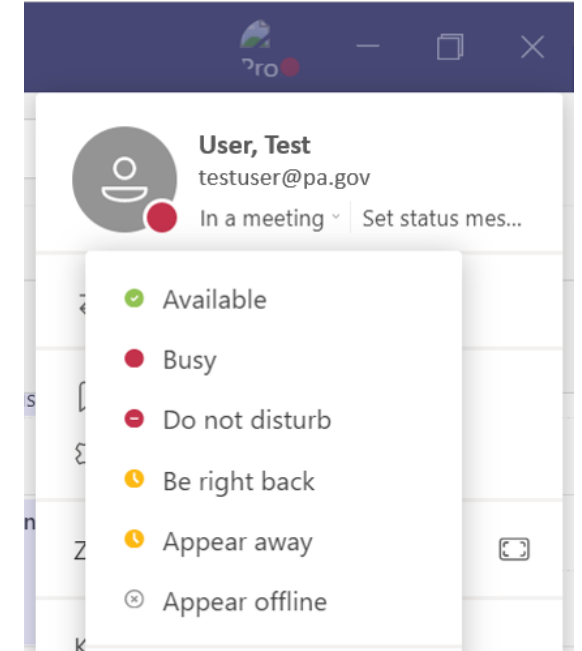 Pro
User, Test
testuser@pa.gov
In a meeting Set status mes...
Available
Busy
Do not disturb
Be right back
Appear away
Appear offline
s
n
Z
K